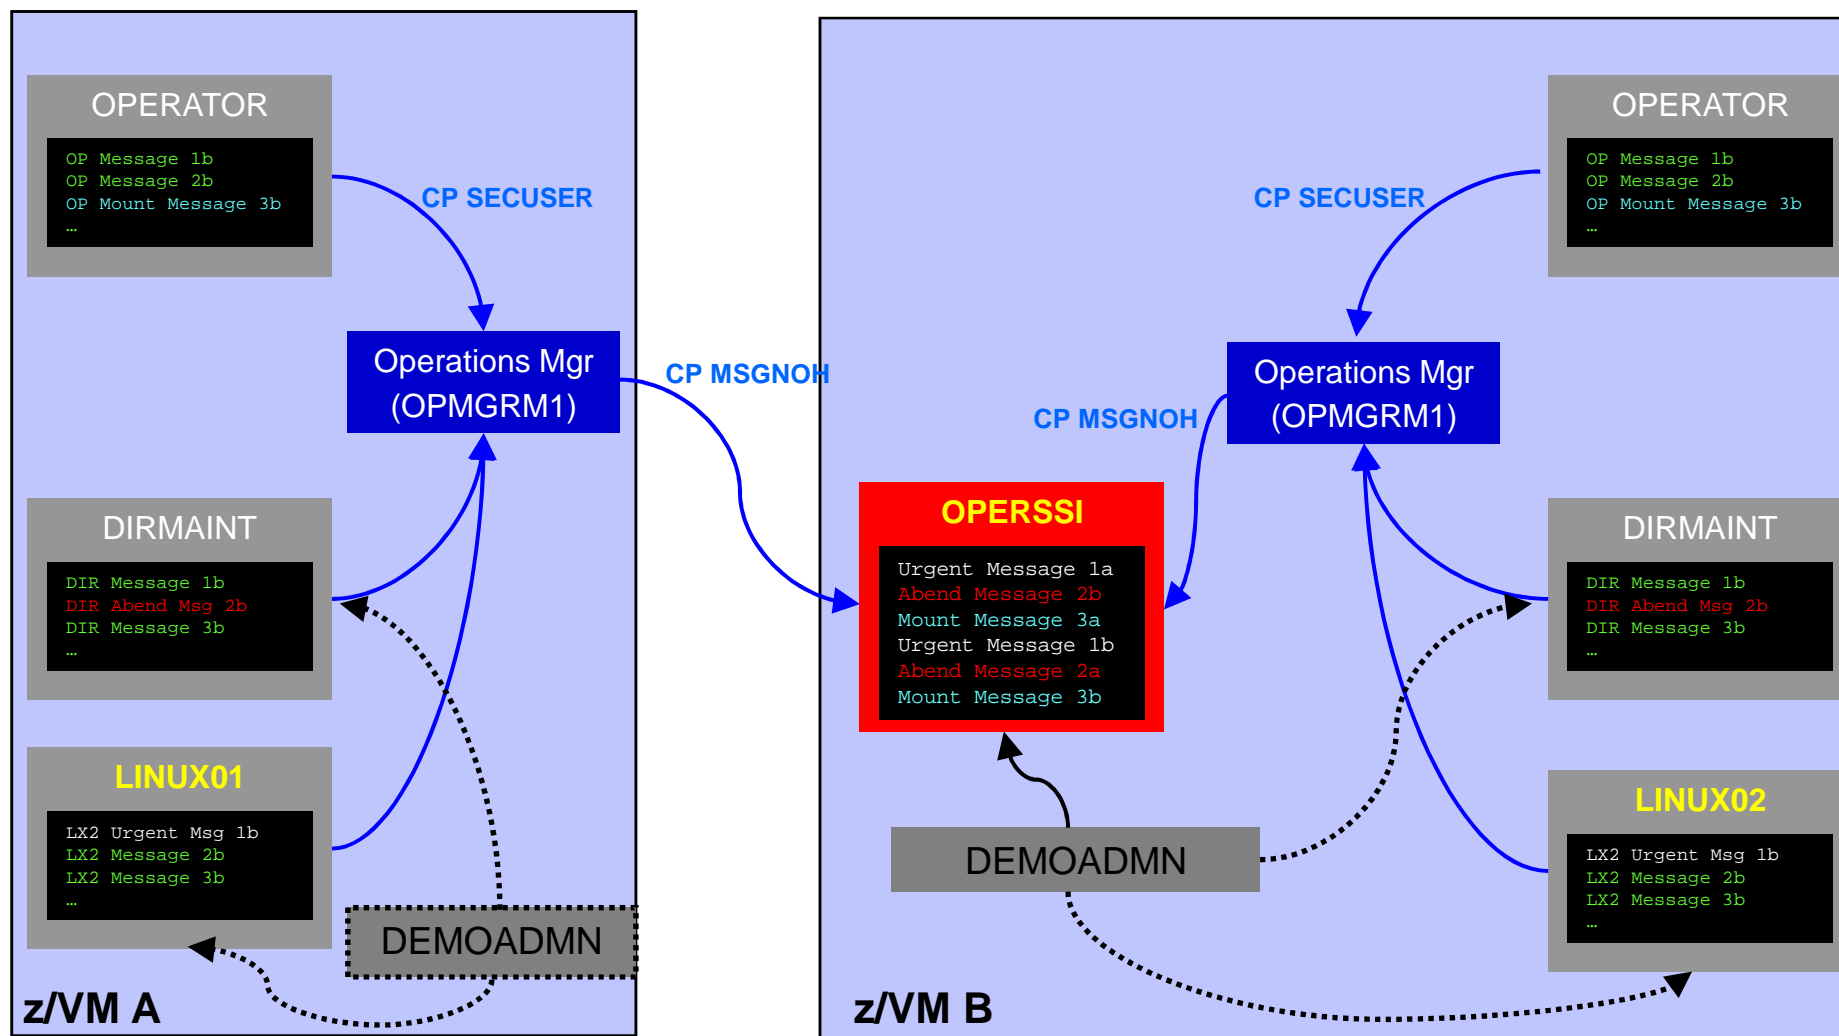 OPERATOR
OP Message 1b
OP Message 2b
OP Mount Message 3b
…
CP SECUSER
Operations Mgr
(OPMGRM1)
CP MSGNOH
DIRMAINT
DIR Message 1b
DIR Abend Msg 2b
DIR Message 3b
…
LINUX01
LX2 Urgent Msg 1b
LX2 Message 2b
LX2 Message 3b
…
DEMOADMN
z/VM A
OPERATOR
OP Message 1b
OP Message 2b
OP Mount Message 3b
…
CP SECUSER
Operations Mgr
(OPMGRM1)
CP MSGNOH
OPERSSI
Urgent Message 1a
Abend Message 2b
Mount Message 3a
Urgent Message 1b
Abend Message 2a
Mount Message 3b
DIRMAINT
DIR Message 1b
DIR Abend Msg 2b
DIR Message 3b
…
DEMOADMN
LINUX02
LX2 Urgent Msg 1b
LX2 Message 2b
LX2 Message 3b
…
z/VM B